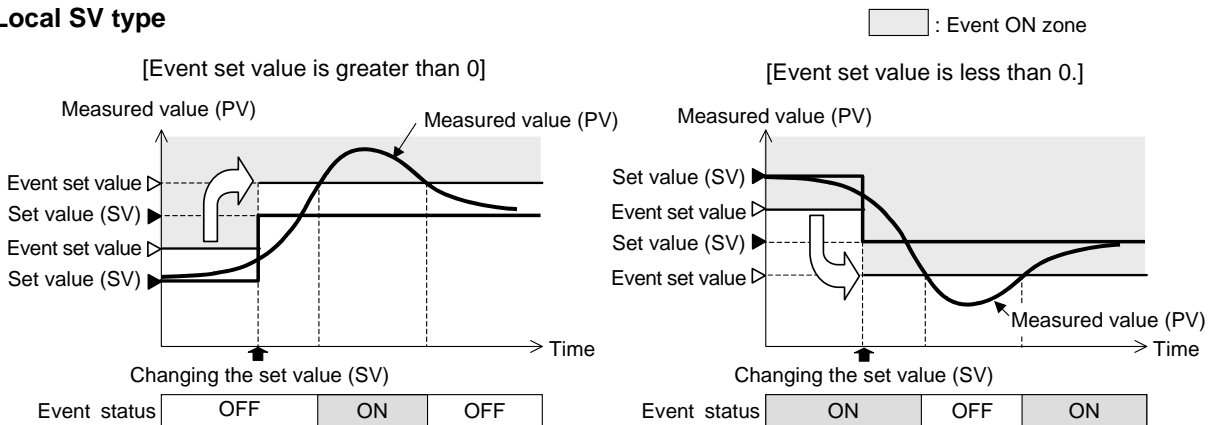 Local SV type
: Event ON zone
[Event set value is greater than 0]
Measured value (PV)
Measured value (PV)
Event set value
Set value (SV)
Event set value
Set value (SV)
Time
Changing the set value (SV)
Event status OFF ON OFF
[Event set value is less than 0.]
Measured value (PV)
Set value (SV)
Event set value
Set value (SV)
Event set value
Measured value (PV)
Time
Changing the set value (SV)
Event status ON OFF ON